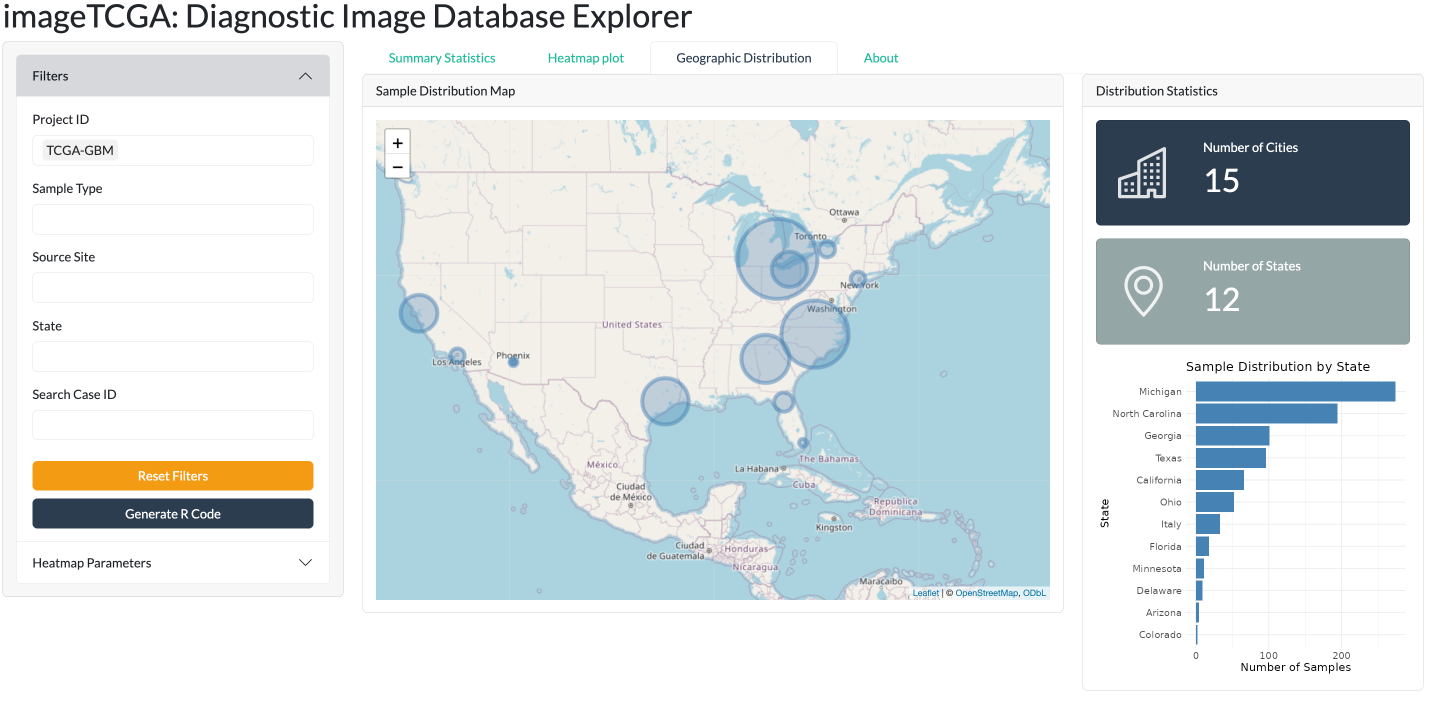 imageTCGA: Diagnostic Image Database Explorer
Filters
Project ID
TCGA-GBM
Sample Type
Source Site
State
Search Case ID
Reset Filters
Generate R Code
Heatmap Parameters
Summary Statistics
Heatmap plot
Geographic Distribution
About
Sample Distribution Map
+
−
Ottawa
Toronto
New York
Washington
United States
Los Angeles
Phoenix
México
Ciudad
de México
La Habana
The Bahamas
Cuba
República
Dominicana
Kingston
Ciudad
de Guatemala
Honduras
Nicaragua
Maracaibo
Leaflet | © OpenStreetMap, ODbL
Distribution Statistics
Number of Cities
15
Number of States
12
Sample Distribution by State
State
Michigan
North Carolina
Georgia
Texas
California
Ohio
Italy
Florida
Minnesota
Delaware
Arizona
Colorado
0 100 200
Number of Samples